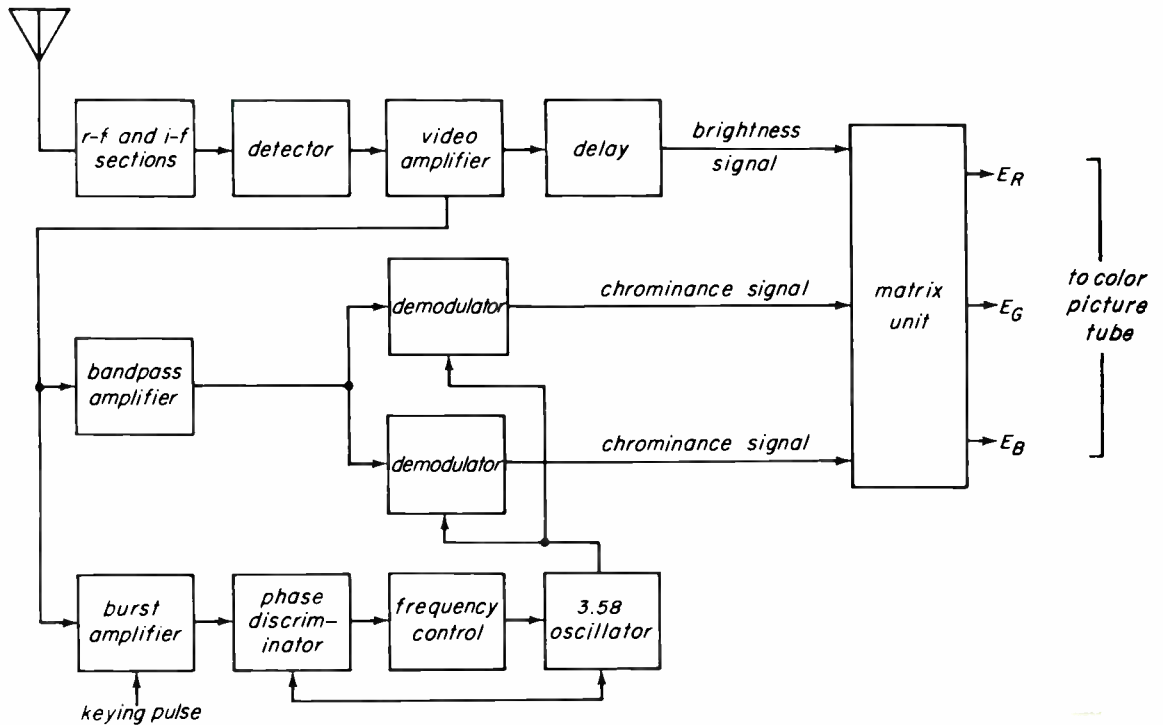 r-f and i-f
sections
detector
video
amplifier
delay
brightness
signal
matrix
unit
E_R
E_G
E_B
to color
picture
tube
bandpass
amplifier
demodulator
chrominance signal
demodulator
chrominance signal
burst
amplifier
keying pulse
phase
discrim-
inator
frequency
control
3.58
oscillator